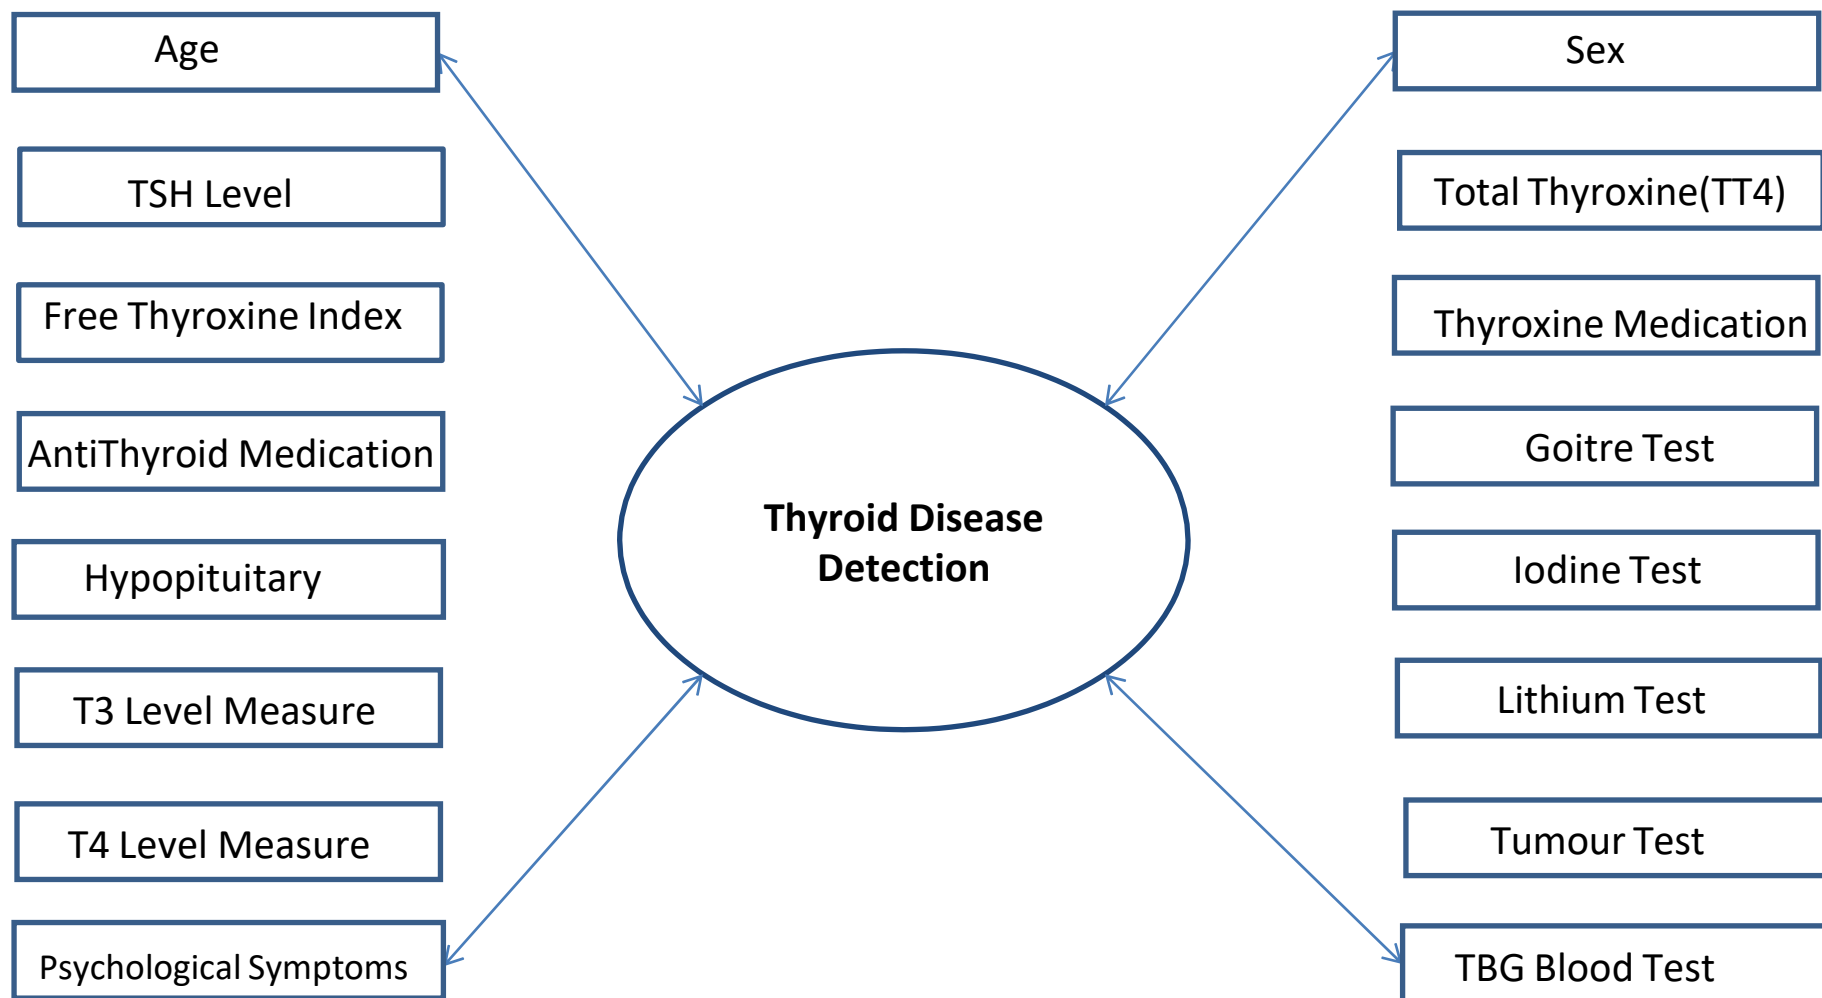 Age
Sex
TSH Level
Total Thyroxine(TT4)
Free Thyroxine Index
Thyroxine Medication
AntiThyroid Medication
Goitre Test
Thyroid Disease
Detection
Hypopituitary
Iodine Test
T3 Level Measure
Lithium Test
T4 Level Measure
Tumour Test
Psychological Symptoms
TBG Blood Test